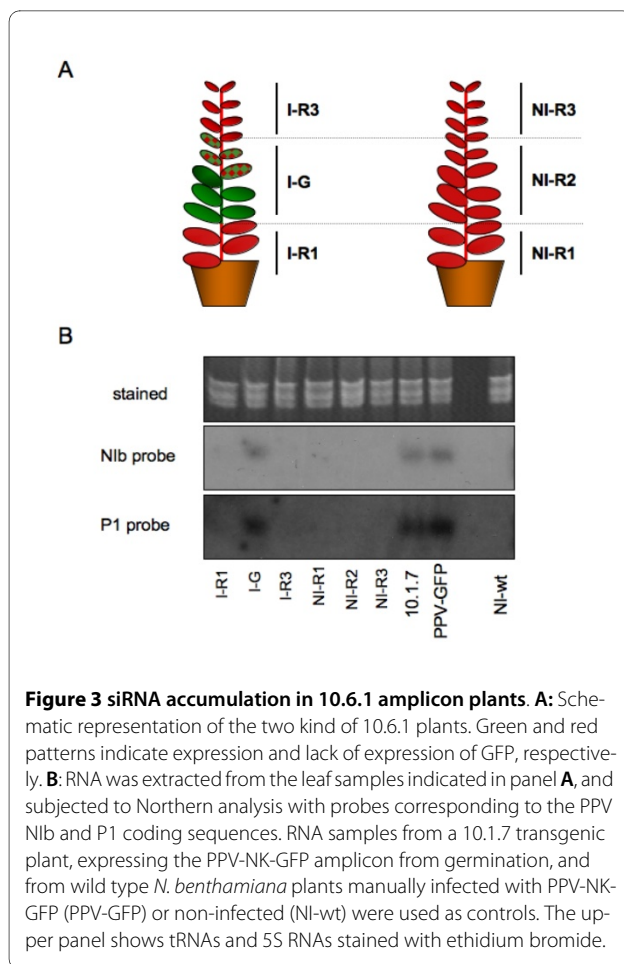 A
I-R3
NI-R3
I-G
NI-R2
I-R1
NI-R1
B
stained
NIb probe
P1 probe
I-R1
I-G
I-R3
NI-R1
NI-R2
NI-R3
10.1.7
PPV-GFP
NI-wt
Figure 3 siRNA accumulation in 10.6.1 amplicon plants. A: Sche-
matic representation of the two kind of 10.6.1 plants. Green and red
patterns indicate expression and lack of expression of GFP, respective-
ly. B: RNA was extracted from the leaf samples indicated in panel A, and
subjected to Northern analysis with probes corresponding to the PPV
NIb and P1 coding sequences. RNA samples from a 10.1.7 transgenic
plant, expressing the PPV-NK-GFP amplicon from germination, and
from wild type N. benthamiana plants manually infected with PPV-NK-
GFP (PPV-GFP) or non-infected (NI-wt) were used as controls. The up-
per panel shows tRNAs and 5S RNAs stained with ethidium bromide.